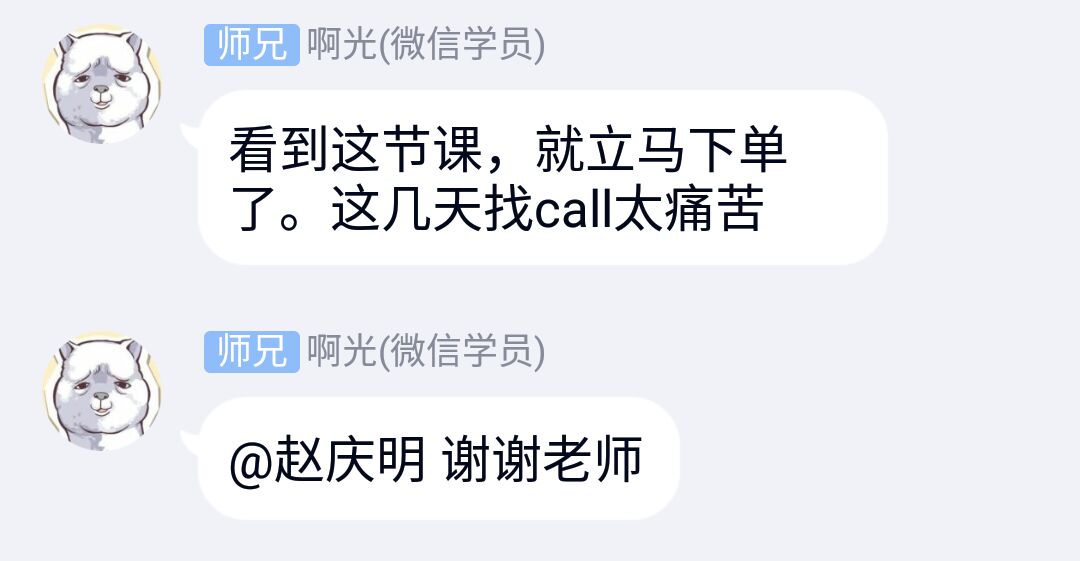 师兄 啊光(微信学员)
看到这节课，就立马下单
了。这几天找call太痛苦
师兄 啊光(微信学员)
@赵庆明 谢谢老师